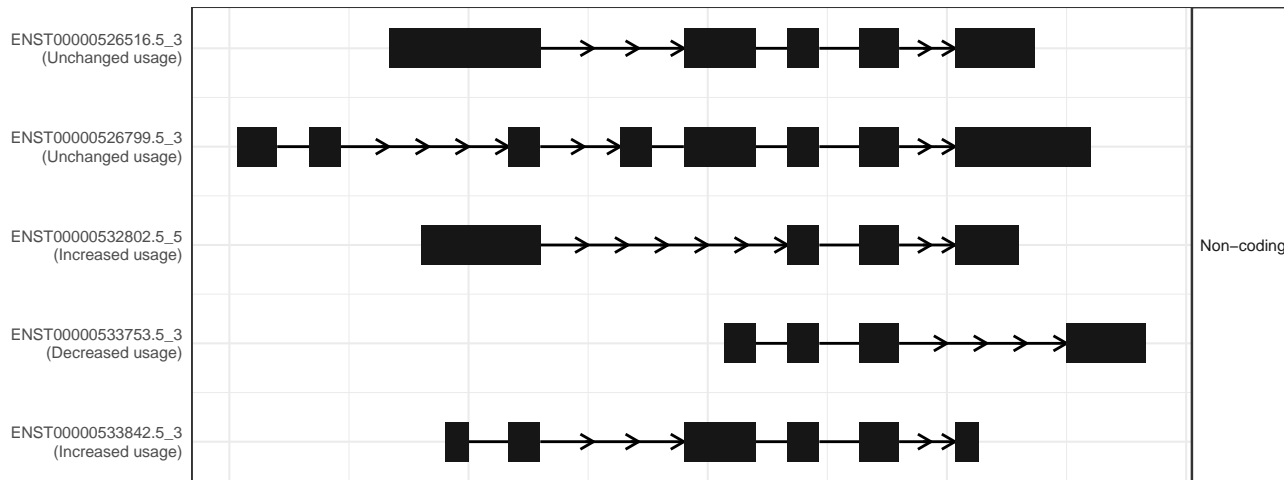 ENST00000526516.5_3
(Unchanged usage)
ENST00000526799.5_3
(Unchanged usage)
ENST00000532802.5_5
(Increased usage)
Non−coding
ENST00000533753.5_3
(Decreased usage)
ENST00000533842.5_3
(Increased usage)